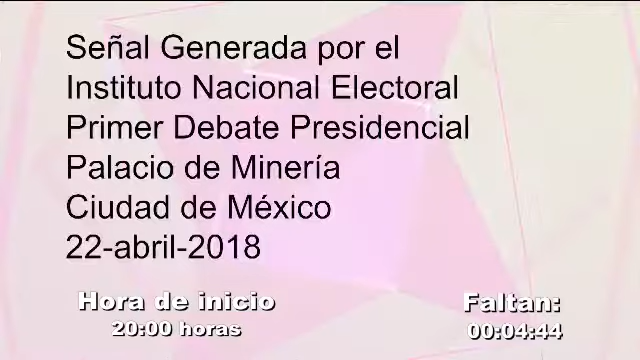 Señal Generada por el
Instituto Nacional Electoral
Primer Debate Presidencial
Palacio de Minería
Ciudad de México
22-abril-2018
Hora de inicio
20:00 horas
Faltan:
00:04:44